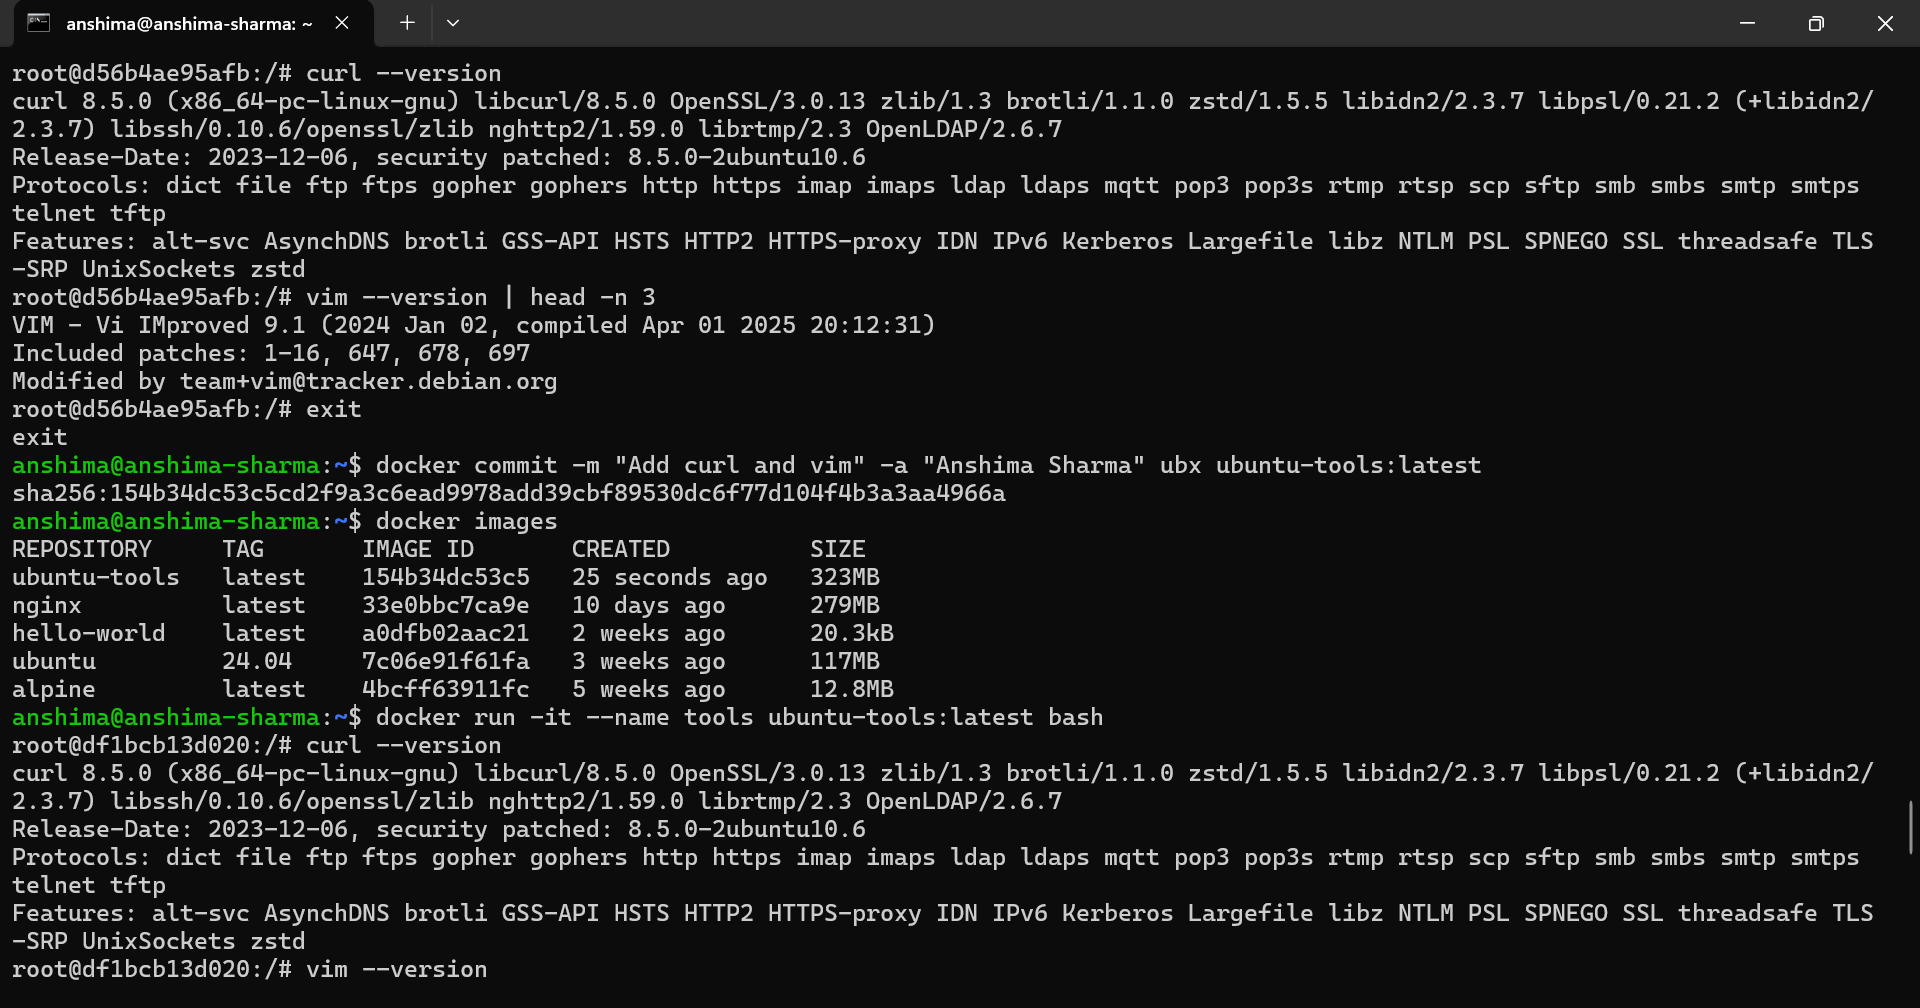 anshima@anshima-sharma: ~
root@d56b4ae95afb:/# curl --version
curl 8.5.0 (x86_64-pc-linux-gnu) libcurl/8.5.0 OpenSSL/3.0.13 zlib/1.3 brotli/1.1.0 zstd/1.5.5 libidn2/2.3.7 libpsl/0.21.2 (+libidn2/
2.3.7) libssh/0.10.6/openssl/zlib nghttp2/1.59.0 librtmp/2.3 OpenLDAP/2.6.7
Release-Date: 2023-12-06, security patched: 8.5.0-2ubuntu10.6
Protocols: dict file ftp ftps gopher gophers http https imap imaps ldap ldaps mqtt pop3 pop3s rtmp rtsp scp sftp smb smbs smtp smtps
telnet tftp
Features: alt-svc AsynchDNS brotli GSS-API HSTS HTTP2 HTTPS-proxy IDN IPv6 Kerberos Largefile libz NTLM PSL SPNEGO SSL threadsafe TLS
-SRP UnixSockets zstd
root@d56b4ae95afb:/# vim --version | head -n 3
VIM - Vi IMproved 9.1 (2024 Jan 02, compiled Apr 01 2025 20:12:31)
Included patches: 1-16, 647, 678, 697
Modified by team+vim@tracker.debian.org
root@d56b4ae95afb:/# exit
exit
anshima@anshima-sharma:~$ docker commit -m "Add curl and vim" -a "Anshima Sharma" ubx ubuntu-tools:latest
sha256:154b34dc53c5cd2f9a3c6ead9978add39cbf89530dc6f77d104f4b3a3aa4966a
anshima@anshima-sharma:~$ docker images
REPOSITORY     TAG       IMAGE ID       CREATED          SIZE
ubuntu-tools   latest    154b34dc53c5   25 seconds ago   323MB
nginx          latest    33e0bbc7ca9e   10 days ago      279MB
hello-world    latest    a0dfb02aac21   2 weeks ago      20.3kB
ubuntu         24.04     7c06e91f61fa   3 weeks ago      117MB
alpine         latest    4bcff63911fc   5 weeks ago      12.8MB
anshima@anshima-sharma:~$ docker run -it --name tools ubuntu-tools:latest bash
root@df1bcb13d020:/# curl --version
curl 8.5.0 (x86_64-pc-linux-gnu) libcurl/8.5.0 OpenSSL/3.0.13 zlib/1.3 brotli/1.1.0 zstd/1.5.5 libidn2/2.3.7 libpsl/0.21.2 (+libidn2/
2.3.7) libssh/0.10.6/openssl/zlib nghttp2/1.59.0 librtmp/2.3 OpenLDAP/2.6.7
Release-Date: 2023-12-06, security patched: 8.5.0-2ubuntu10.6
Protocols: dict file ftp ftps gopher gophers http https imap imaps ldap ldaps mqtt pop3 pop3s rtmp rtsp scp sftp smb smbs smtp smtps
telnet tftp
Features: alt-svc AsynchDNS brotli GSS-API HSTS HTTP2 HTTPS-proxy IDN IPv6 Kerberos Largefile libz NTLM PSL SPNEGO SSL threadsafe TLS
-SRP UnixSockets zstd
root@df1bcb13d020:/# vim --version